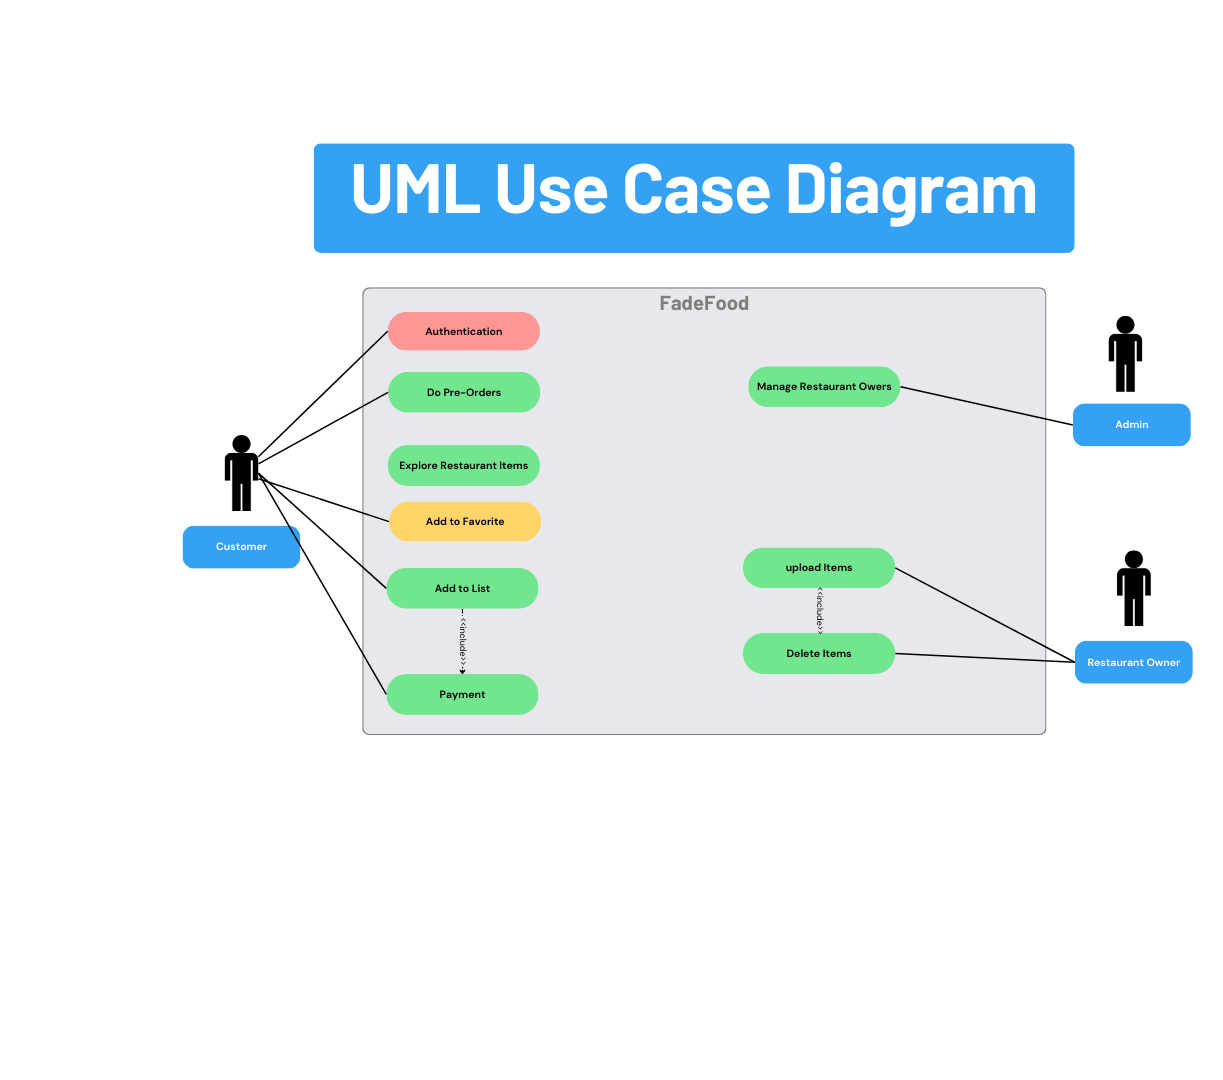 UML Use Case Diagram
FadeFood
Authentication
Do Pre-Orders
Explore Restaurant Items
Add to Favorite
Add to List
<<include>>
Payment
Customer
Manage Restaurant Owers
Admin
upload Items
<<include>>
Delete Items
Restaurant Owner